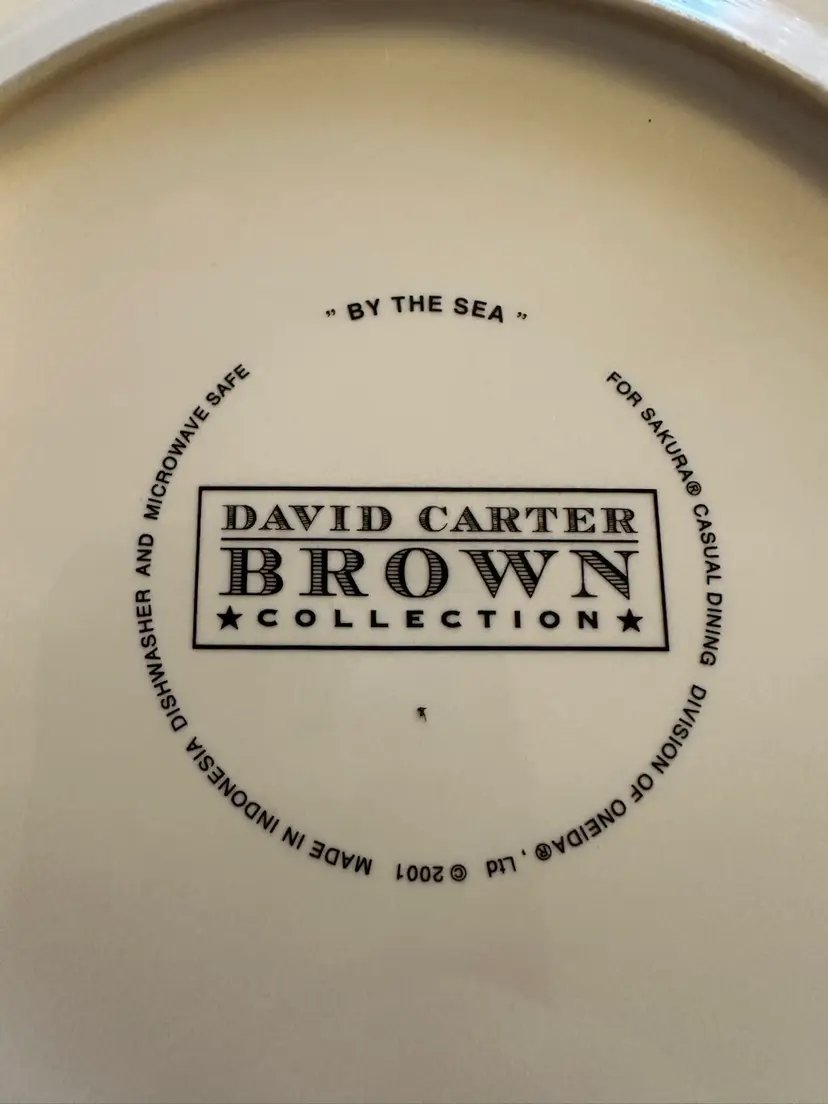 ” BY THE SEA ”
FOR SAKURA® CASUAL DINING DIVISION OF ONEIDA®, Ltd © 2001 MADE IN INDONESIA DISHWASHER AND MICROWAVE SAFE
DAVID CARTER
BROWN
★ COLLECTION ★